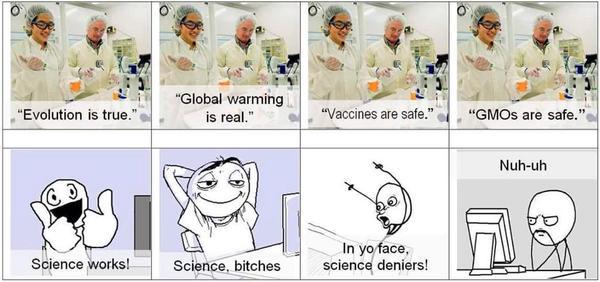 “Evolution is true.”
“Global warming
is real.”
“Vaccines are safe.”
“GMOs are safe.”
Science works!
Science, bitches
In yo face,
science deniers!
Nuh-uh